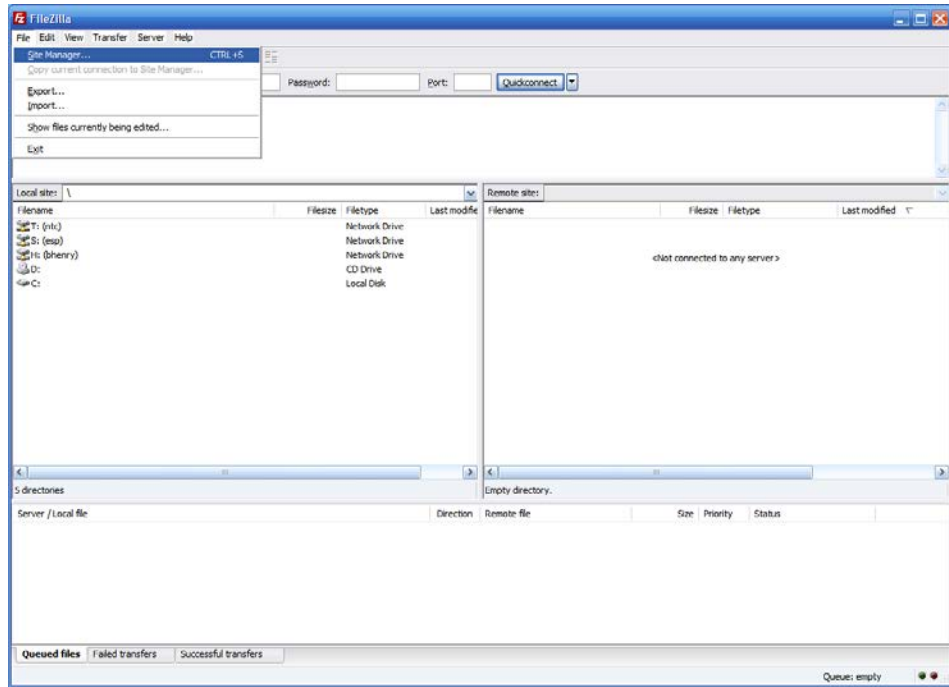 FileZilla
File Edit View Transfer Server Help
Site Manager... CTRL+S
Copy current connection to Site Manager...
Export...
Import...
Show files currently being edited...
Exit
Password: Port: Quickconnect
Local site: \ Remote site:
Filename Filesize Filetype Last modifie Filename Filesize Filetype Last modified
T: (ntc) Network Drive
S: (esp) Network Drive
H: (bhenry) Network Drive
<Not connected to any server>
D: CD Drive
C: Local Disk
5 directories Empty directory.
Server / Local file Direction Remote file Size Priority Status
Queued files Failed transfers Successful transfers
Queue: empty